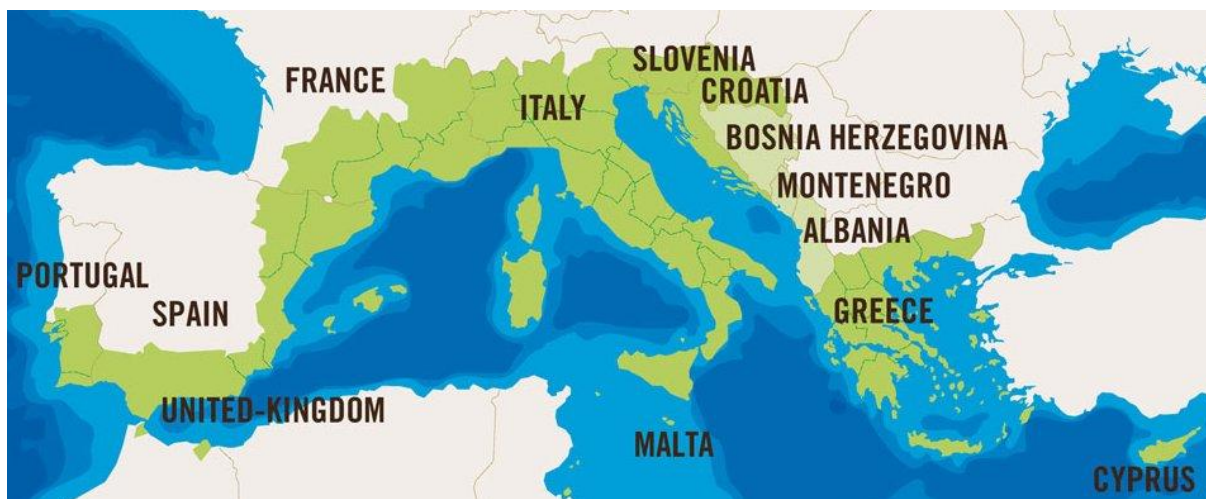 SLOVENIA
FRANCE
CROATIA
ITALY
BOSNIA HERZEGOVINA
MONTENEGRO
ALBANIA
PORTUGAL
SPAIN
GREECE
UNITED-KINGDOM
MALTA
CYPRUS